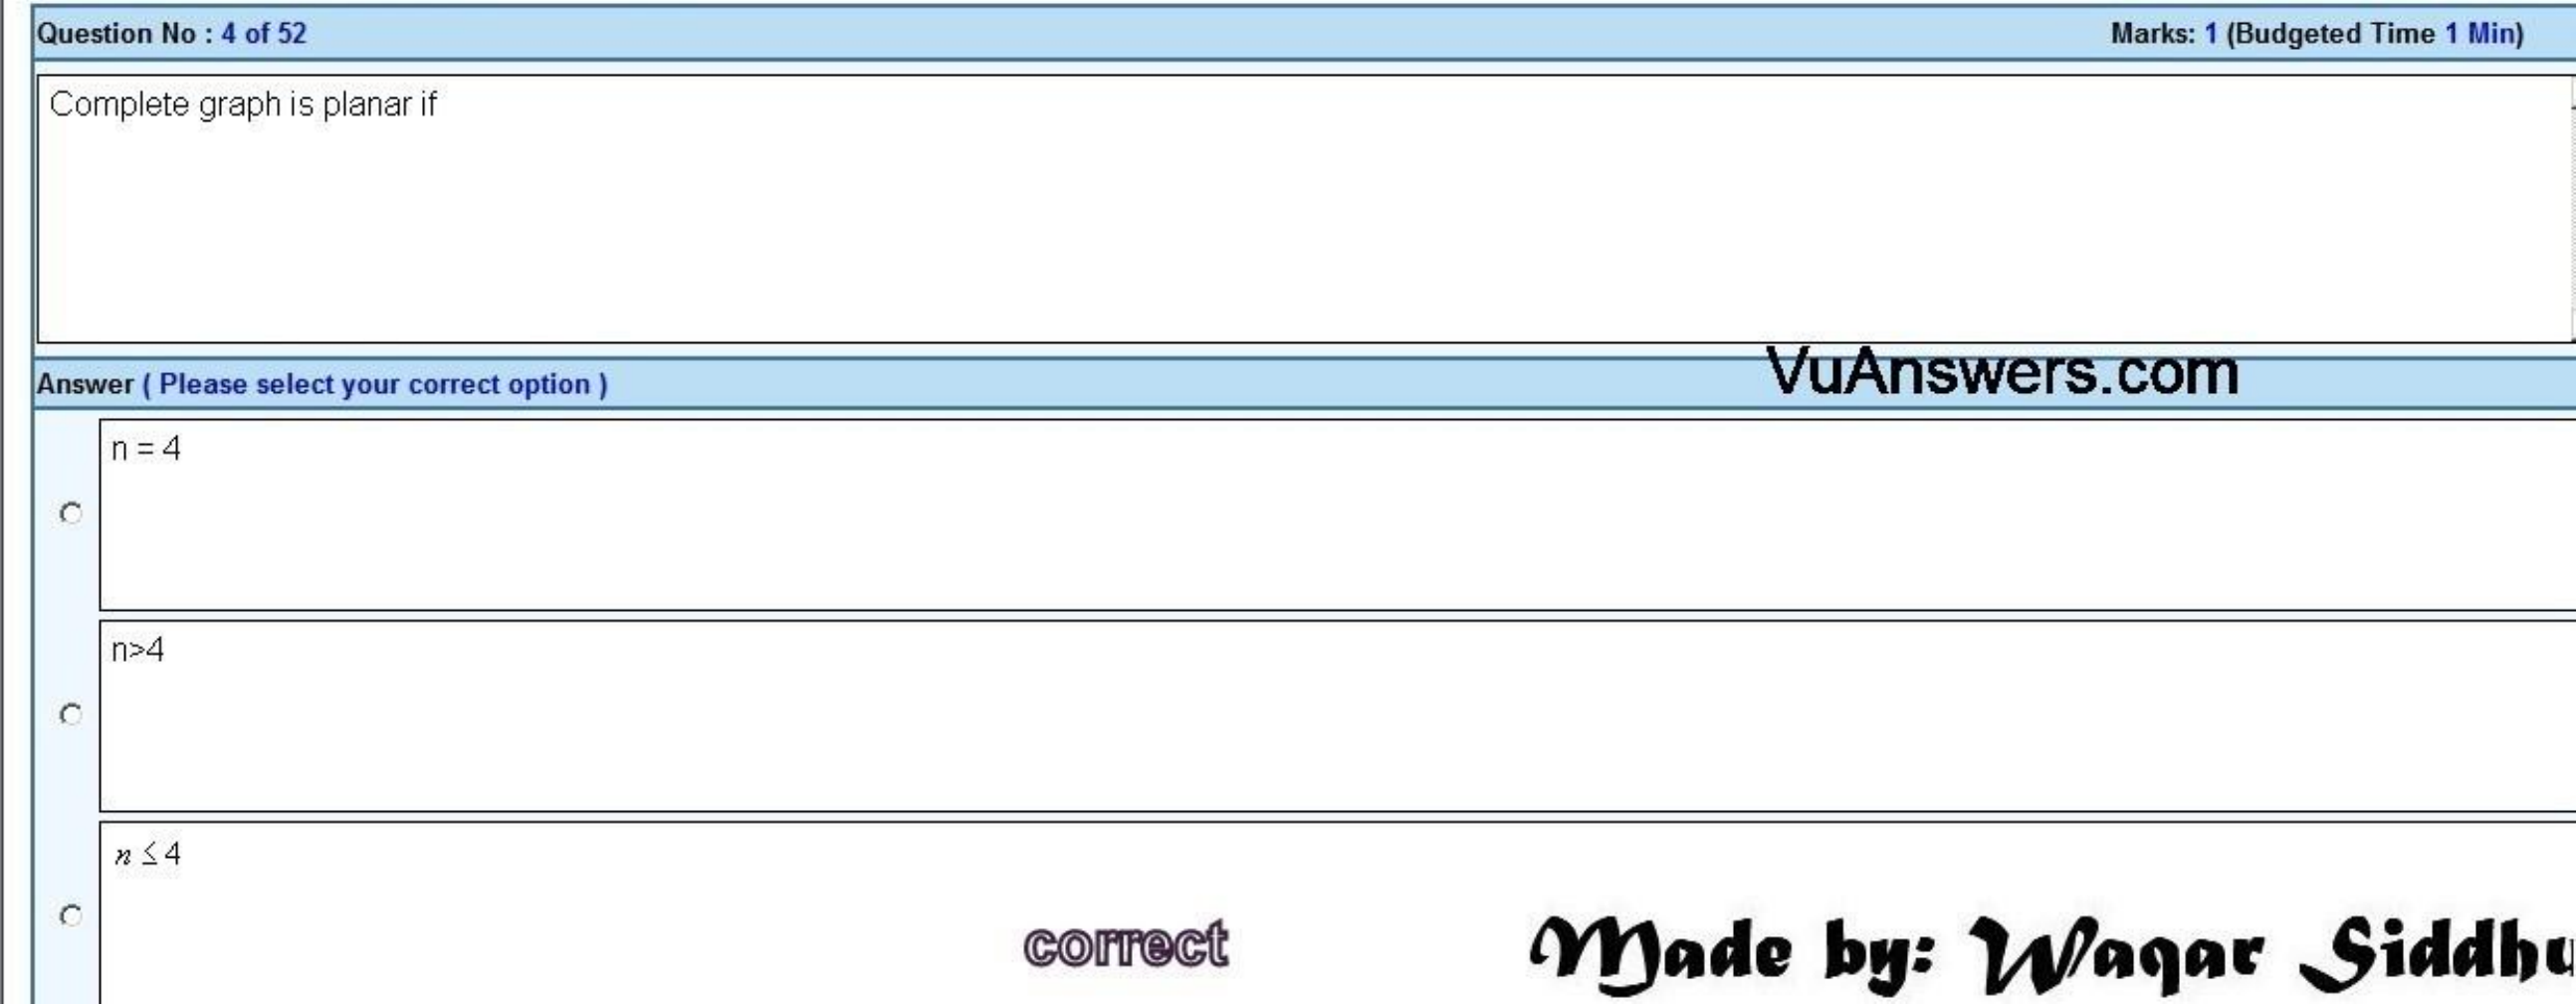 Question No : 4 of 52 Marks: 1 (Budgeted Time 1 Min)
Complete graph is planar if
VuAnswers.com
Answer ( Please select your correct option )
n = 4
n>4
n ≤ 4
correct
Made by: Waqar Siddhu